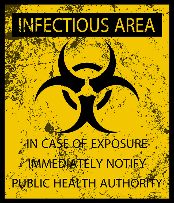 INFECTIOUS AREA
IN CASE OF EXPOSURE
IMMEDIATELY NOTIFY
PUBLIC HEALTH AUTHORITY